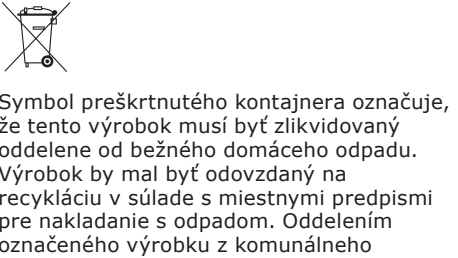 Symbol preškrtnutého kontajnera označuje,
že tento výrobok musí byť zlikvidovaný
oddelene od bežného domáceho odpadu.
Výrobok by mal byť odovzdaný na
recykláciu v súlade s miestnymi predpismi
pre nakladanie s odpadom. Oddelením
označeného výrobku z komunálneho